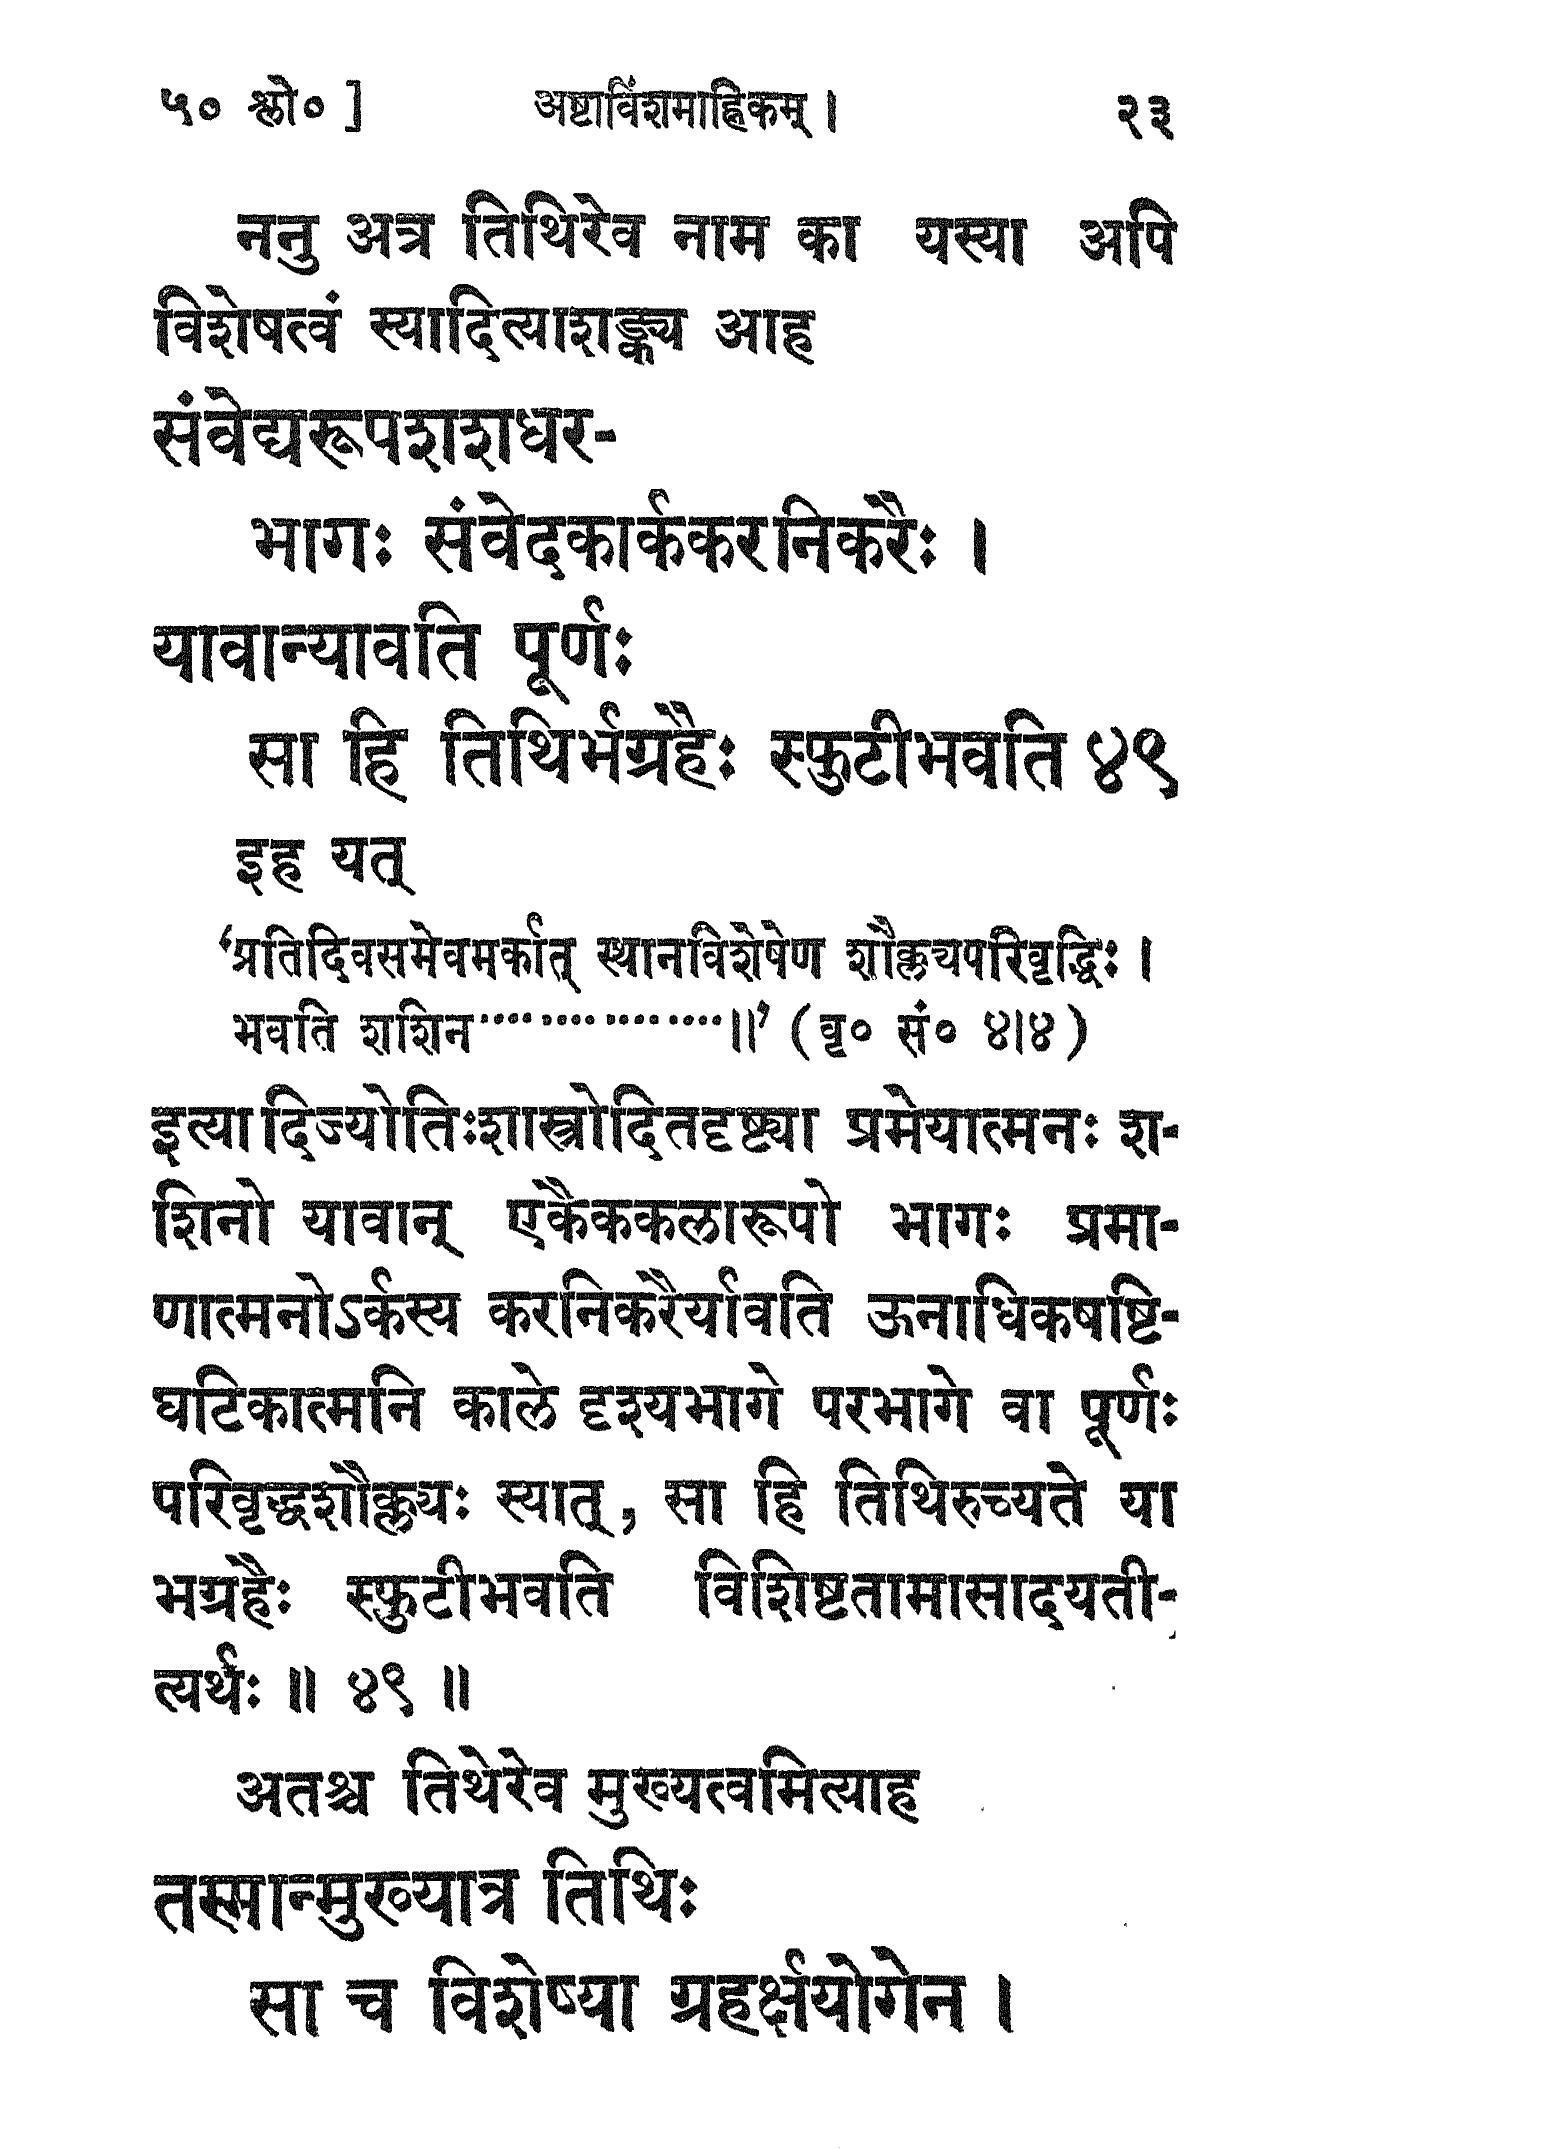 ५० श्लो० ] अष्टाविंशमाह्निकम् । २३
ननु अत्र तिथिरेव नाम का यस्या अपि
विशेषत्वं स्यादित्याशङ्क्य आह
संवेद्यरूपशशधर-
भागः संवेदकार्ककरनिकरैः ।
यावान्यावति पूर्णः
सा हि तिथिर्भग्रहैः स्फुटीभवति ४९
इह यत्
‘प्रतिदिवसमेवमर्कात् स्थानविशेषेण शौक्ल्यपरिवृद्धिः ।
भवति शशिन················॥’ (वृ० सं० ४।४)
इत्यादिज्योतिःशास्त्रोदितदृष्ट्या प्रमेयात्मनः श-
शिनो यावान् एकैककलारूपो भागः प्रमा-
णात्मनोऽर्कस्य करनिकरैर्यावति ऊनाधिकषष्टि-
घटिकात्मनि काले दृश्यभागे परभागे वा पूर्णः
परिवृद्धशौक्ल्यः स्यात्, सा हि तिथिरुच्यते या
भग्रहैः स्फुटीभवति विशिष्टतामासादयती-
त्यर्थः ॥ ४९ ॥
अतश्च तिथेरेव मुख्यत्वमित्याह
तस्मान्मुख्यात्र तिथिः
सा च विशेष्या ग्रहर्क्षयोगेन ।